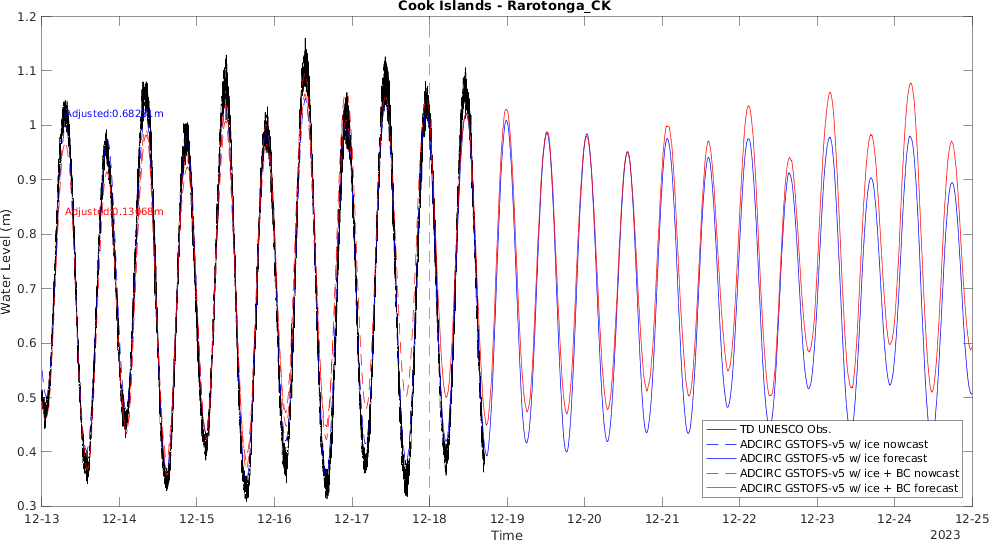 Cook Islands - Rarotonga_CK
1.2
1.1
1
0.9
0.8
0.7
0.6
0.5
0.4
0.3
Water Level (m)
Adjusted:0.13068m
TD UNESCO Obs.
ADCIRC GSTOFS-v5 w/ ice nowcast
ADCIRC GSTOFS-v5 w/ ice forecast
ADCIRC GSTOFS-v5 w/ ice + BC nowcast
ADCIRC GSTOFS-v5 w/ ice + BC forecast
12-13 12-14 12-15 12-16 12-17 12-18 12-19 12-20 12-21 12-22 12-23 12-24 12-25
Time
2023